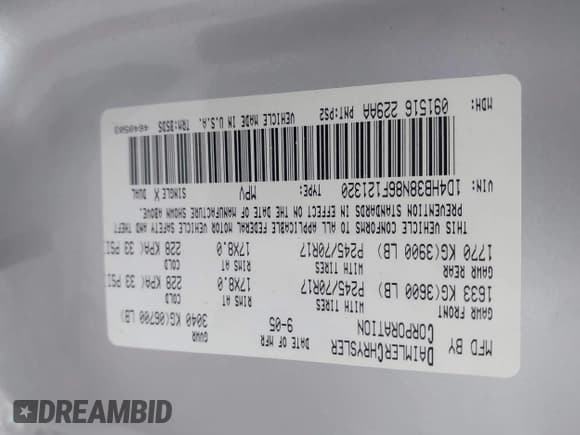 MFD BY DAIMLERCHRYSLER CORPORATION
DATE OF MFR 9-05
GVWR 3040 KG(06700 LB)
GAWR FRONT 1633 KG(3600 LB)
WITH TIRES P245/70R17
RIMS AT 17X8.0
COLD 228 KPA( 33 PSI
GAWR REAR 1770 KG(3900 LB)
WITH TIRES P245/70R17
RIMS AT 17X8.0
COLD 228 KPA( 33 PSI
THIS VEHICLE CONFORMS TO ALL APPLICABLE FEDERAL MOTOR VEHICLE SAFETY AND THEFT
PREVENTION STANDARDS IN EFFECT ON THE DATE OF MANUFACTURE SHOWN ABOVE.
VIN: 1D4HB38N86F121320 TYPE: MPV SINGLE X DUAL
MDH: 091516 229AA PNT:PS2 VEHICLE MADE IN U.S.A. TRM:B5D5
DREAMBID